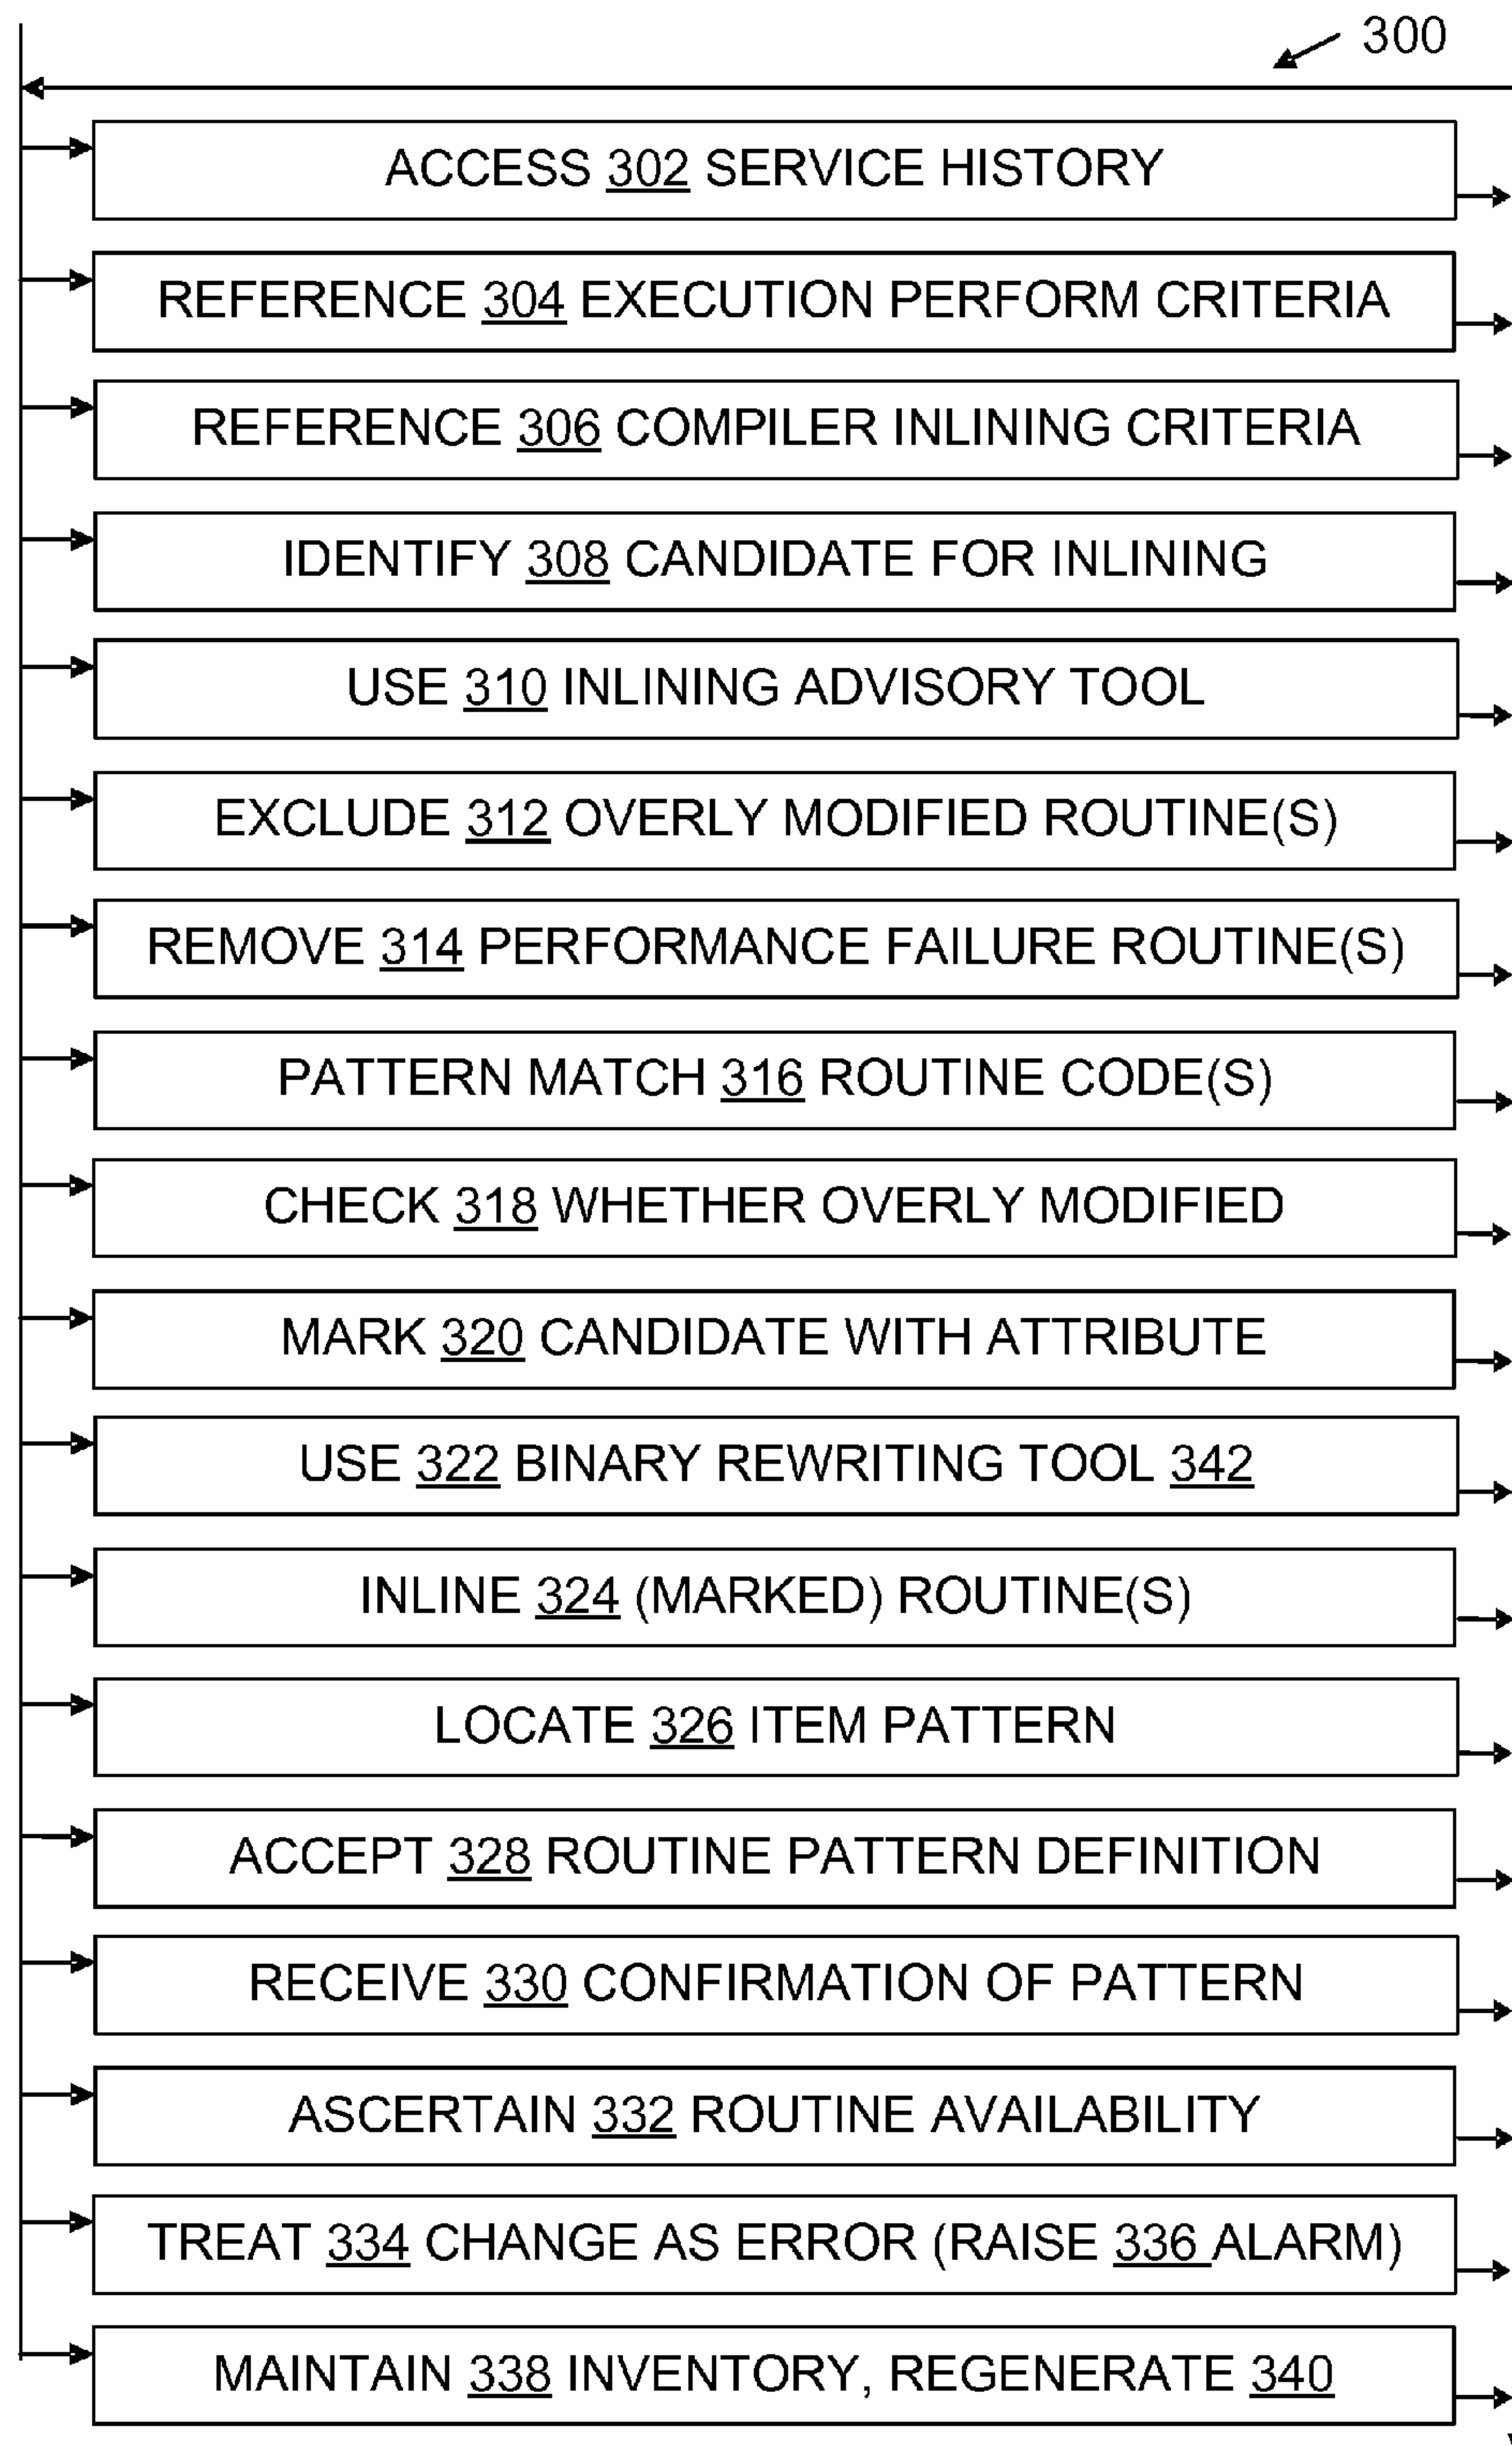 300
ACCESS 302 SERVICE HISTORY
REFERENCE 304 EXECUTION PERFORM CRITERIA
REFERENCE 306 COMPILER INLINING CRITERIA
IDENTIFY 308 CANDIDATE FOR INLINING
USE 310 INLINING ADVISORY TOOL
EXCLUDE 312 OVERLY MODIFIED ROUTINE(S)
REMOVE 314 PERFORMANCE FAILURE ROUTINE(S)
PATTERN MATCH 316 ROUTINE CODE(S)
CHECK 318 WHETHER OVERLY MODIFIED
MARK 320 CANDIDATE WITH ATTRIBUTE
USE 322 BINARY REWRITING TOOL 342
INLINE 324 (MARKED) ROUTINE(S)
LOCATE 326 ITEM PATTERN
ACCEPT 328 ROUTINE PATTERN DEFINITION
RECEIVE 330 CONFIRMATION OF PATTERN
ASCERTAIN 332 ROUTINE AVAILABILITY
TREAT 334 CHANGE AS ERROR (RAISE 336 ALARM)
MAINTAIN 338 INVENTORY, REGENERATE 340